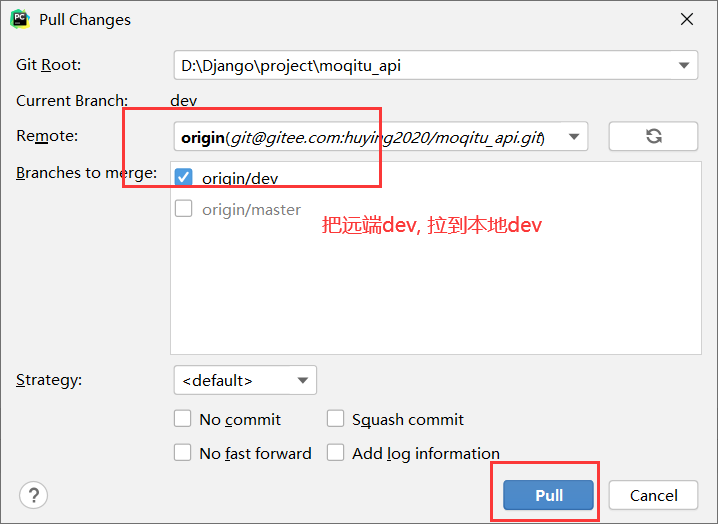 PC Pull Changes
Git Root: D:\Django\project\moqitu_api
Current Branch: dev
Remote: origin(git@gitee.com:huying2020/moqitu_api.git)
Branches to merge: origin/dev
origin/master
把远端dev, 拉到本地dev
Strategy: <default>
No commit Squash commit
No fast forward Add log information
? Pull Cancel